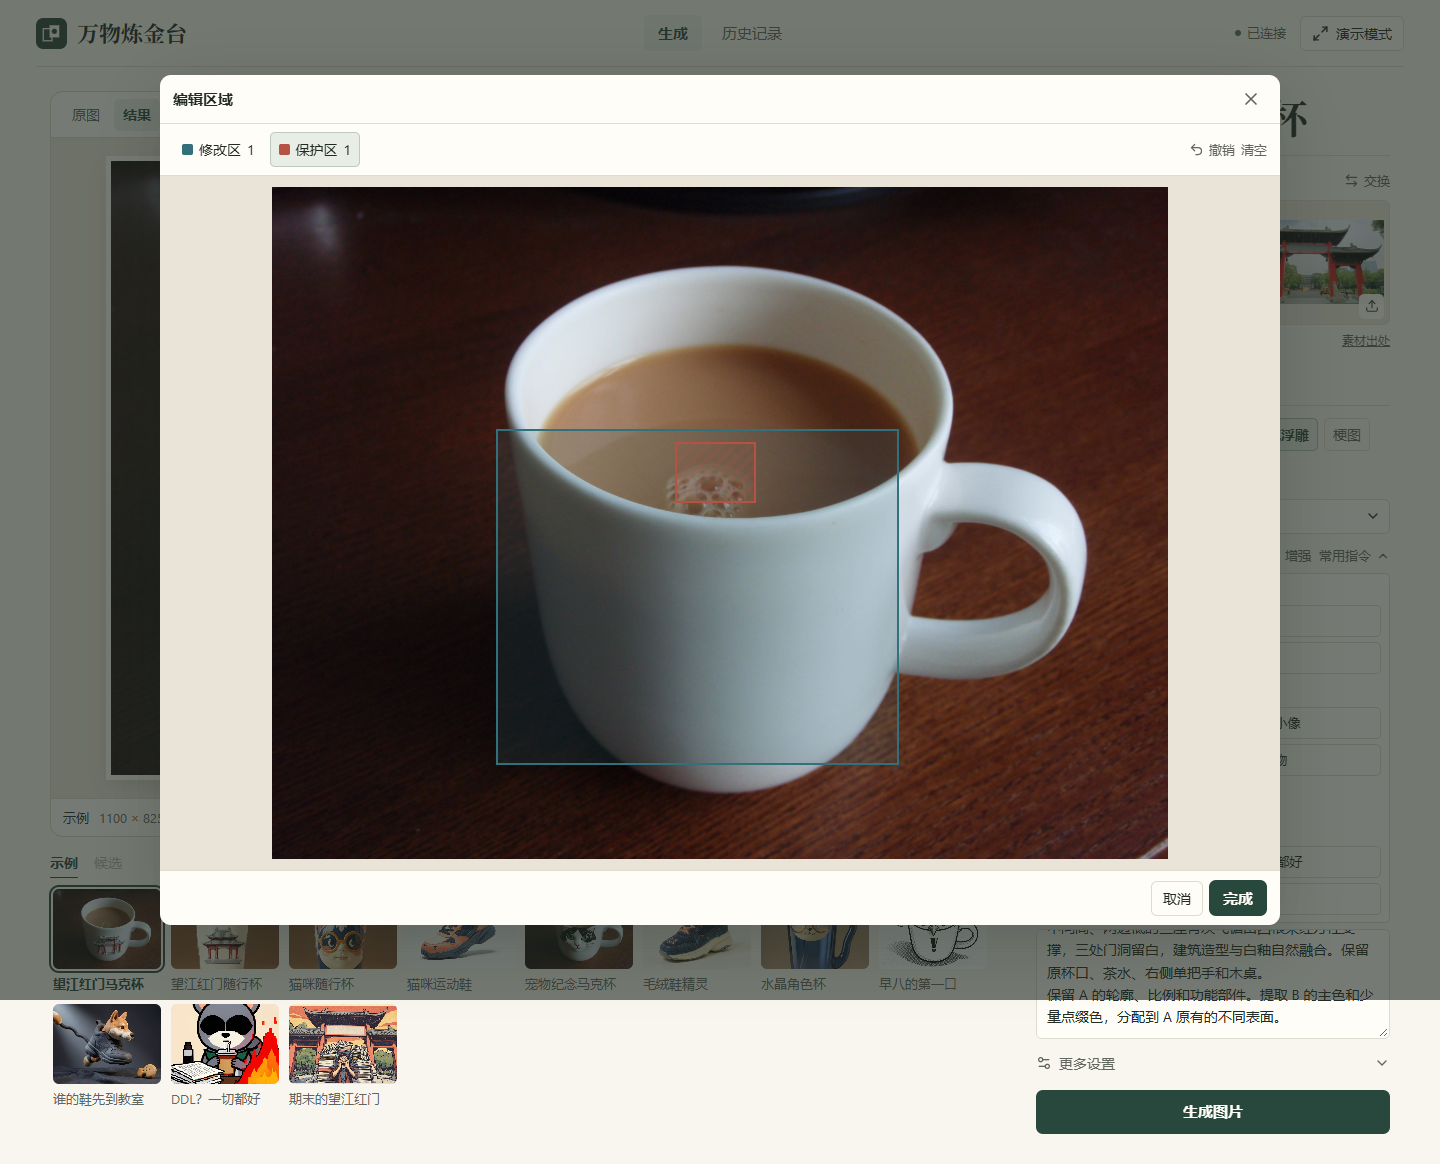 万物炼金台
生成
历史记录
已连接
演示模式
原图
结果
杯
编辑区域
修改区 1
保护区 1
撤销
清空
交换
素材出处
浮雕
梗图
增强
常用指令
小像
物
都好
示例 1100 × 825
取消
完成
示例
候选
望江红门马克杯
望江红门随行杯
猫咪随行杯
猫咪运动鞋
宠物纪念马克杯
毛绒鞋精灵
水晶角色杯
早八的第一口
谁的鞋先到教室
DDL？一切都好
期末的望江红门
撑，三处门洞留白，建筑造型与白釉自然融合。保留
原杯口、茶水、右侧单把手和木桌。
保留 A 的轮廓、比例和功能部件。提取 B 的主色和少
量点缀色，分配到 A 原有的不同表面。
更多设置
生成图片